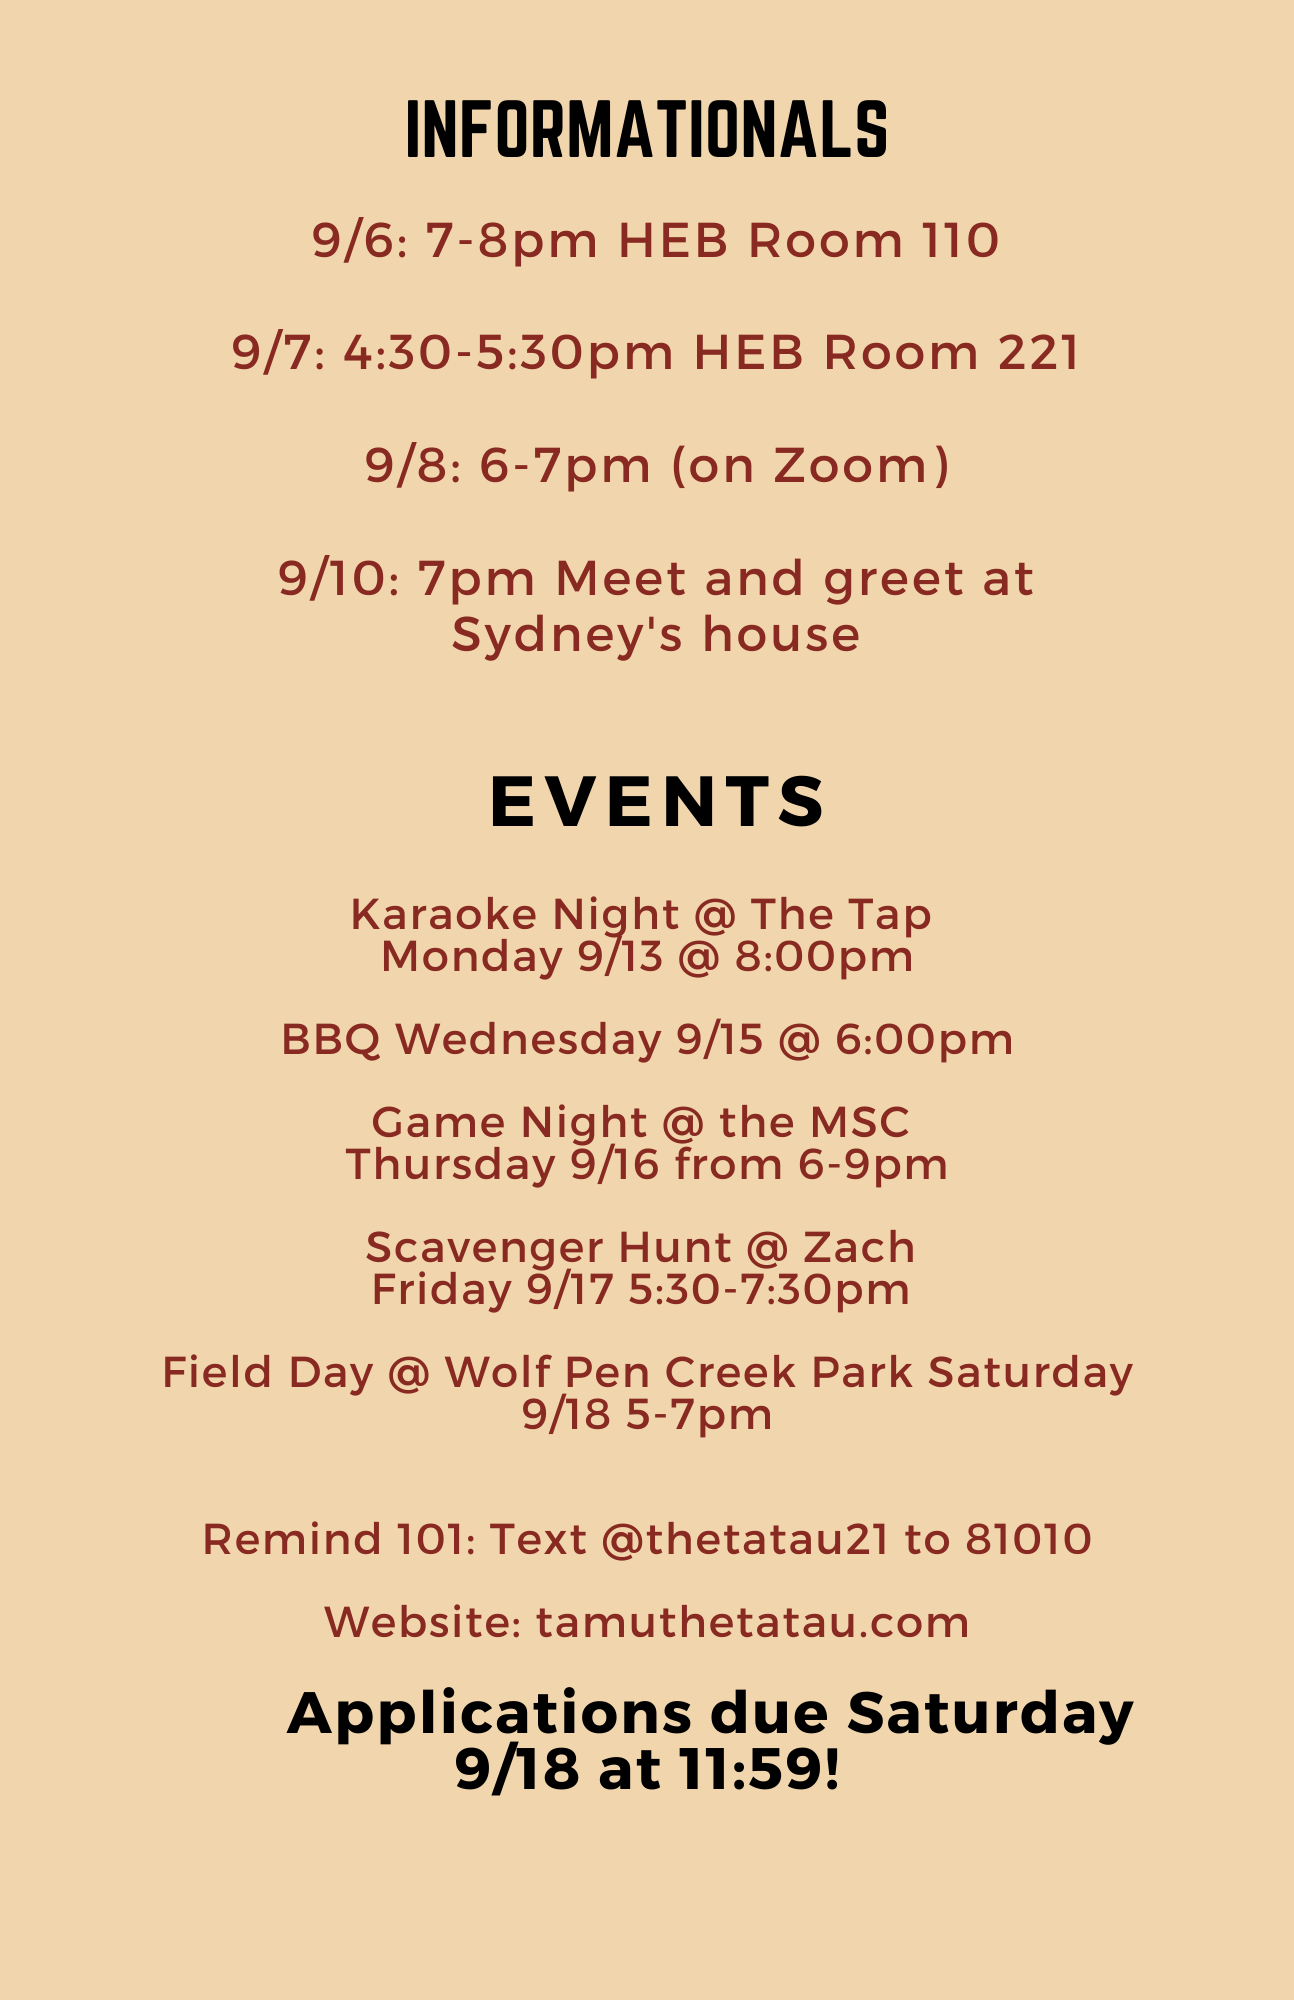 INFORMATIONALS
9/6: 7-8pm HEB Room 110
9/7: 4:30-5:30pm HEB Room 221
9/8: 6-7pm (on Zoom)
9/10: 7pm Meet and greet at
Sydney's house
EVENTS
Karaoke Night @ The Tap
Monday 9/13 @ 8:00pm
BBQ Wednesday 9/15 @ 6:00pm
Game Night @ the MSC
Thursday 9/16 from 6-9pm
Scavenger Hunt @ Zach
Friday 9/17 5:30-7:30pm
Field Day @ Wolf Pen Creek Park Saturday
9/18 5-7pm
Remind 101: Text @thetatau21 to 81010
Website: tamuthetatau.com
Applications due Saturday
9/18 at 11:59!